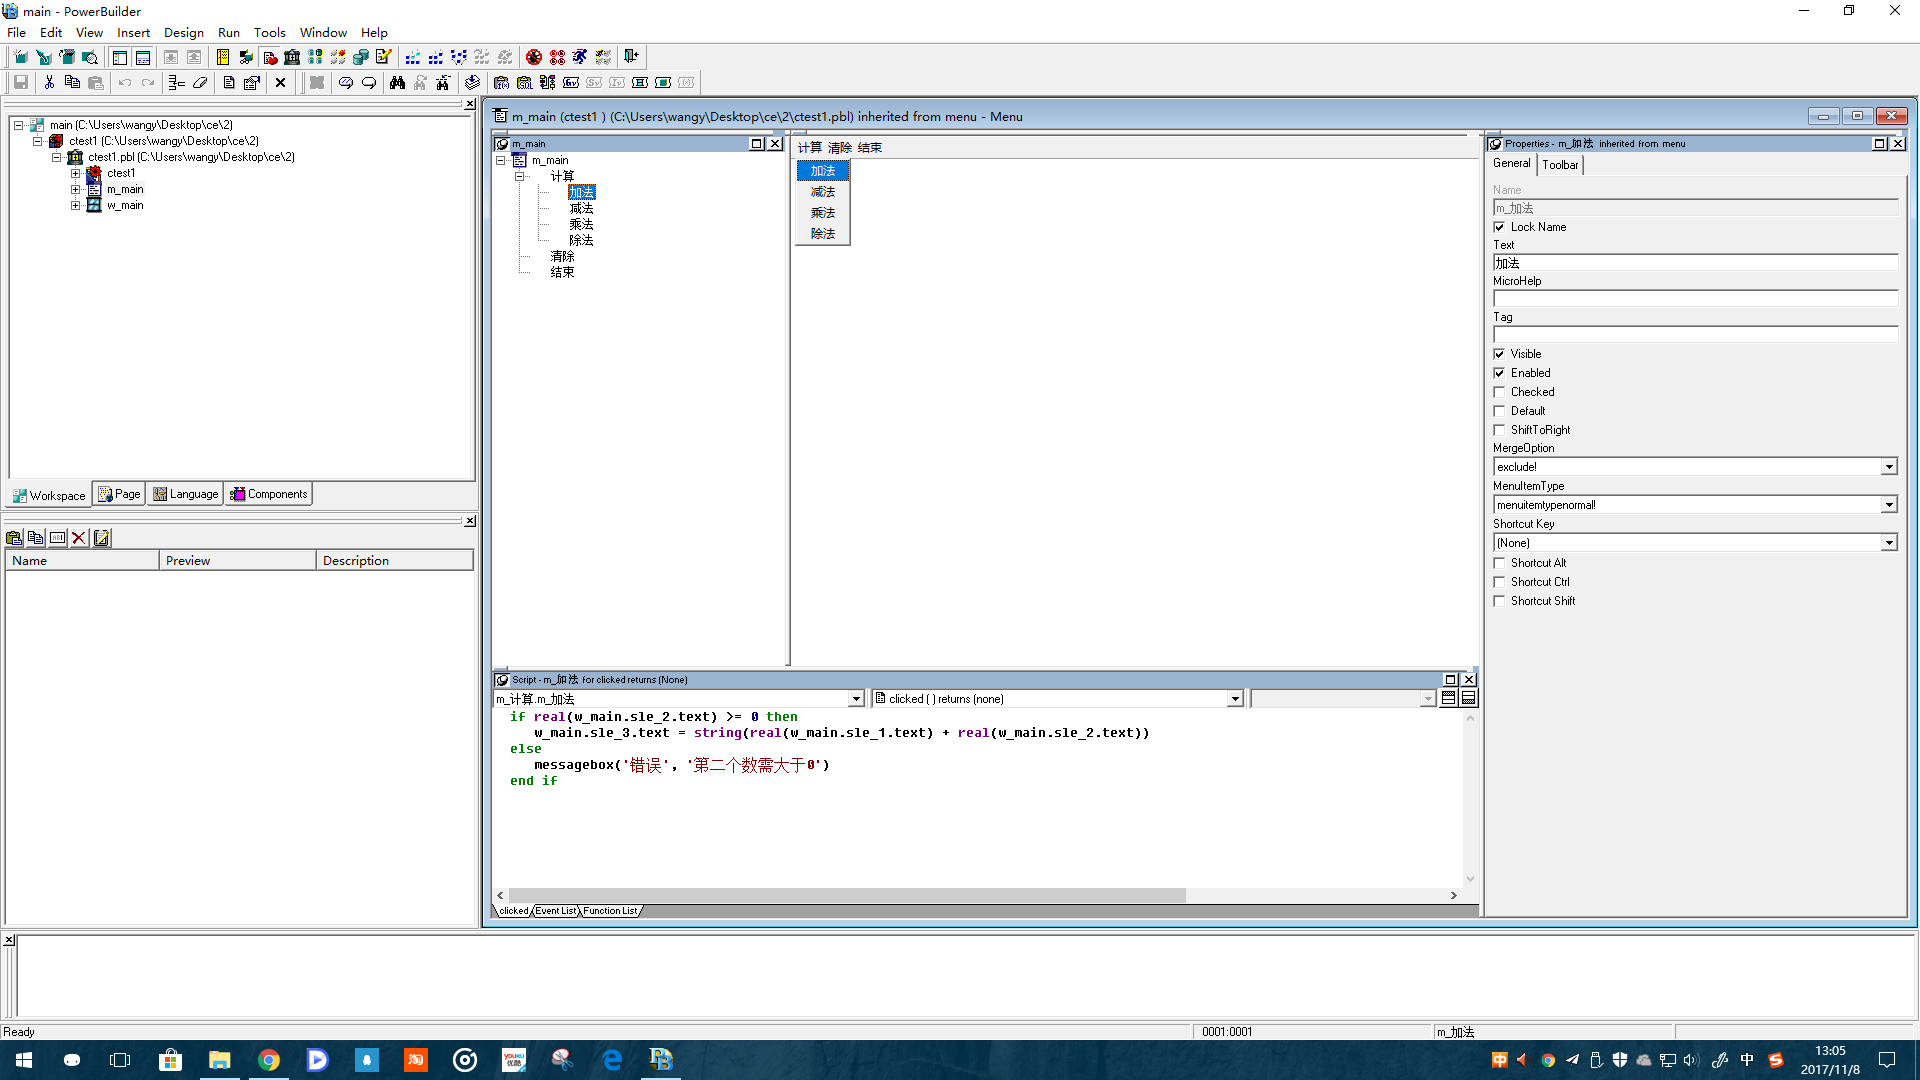 main - PowerBuilder
File Edit View Insert Design Run Tools Window Help
main (C:\Users\wangy\Desktop\ce\2)
ctest1 (C:\Users\wangy\Desktop\ce\2)
ctest1.pbl (C:\Users\wangy\Desktop\ce\2)
ctest1
m_main
w_main
Workspace Page Language Components
Name Preview Description
m_main (ctest1 ) (C:\Users\wangy\Desktop\ce\2\ctest1.pbl) inherited from menu - Menu
m_main
m_main
计算
加法
减法
乘法
除法
清除
结束
计算 清除 结束
加法
减法
乘法
除法
Script - m_加法 for clicked returns (None)
m_计算.m_加法 clicked ( ) returns (none)
if real(w_main.sle_2.text) >= 0 then
w_main.sle_3.text = string(real(w_main.sle_1.text) + real(w_main.sle_2.text))
else
messagebox('错误', '第二个数需大于0')
end if
clicked Event List Function List
Properties - m_加法 inherited from menu
General Toolbar
Name
m_加法
Lock Name
Text
加法
MicroHelp
Tag
Visible
Enabled
Checked
Default
ShiftToRight
MergeOption
exclude!
MenuItemType
menuitemtypenormal!
Shortcut Key
(None)
Shortcut Alt
Shortcut Ctrl
Shortcut Shift
Ready 0001:0001 m_加法
中 中
13:05
2017/11/8